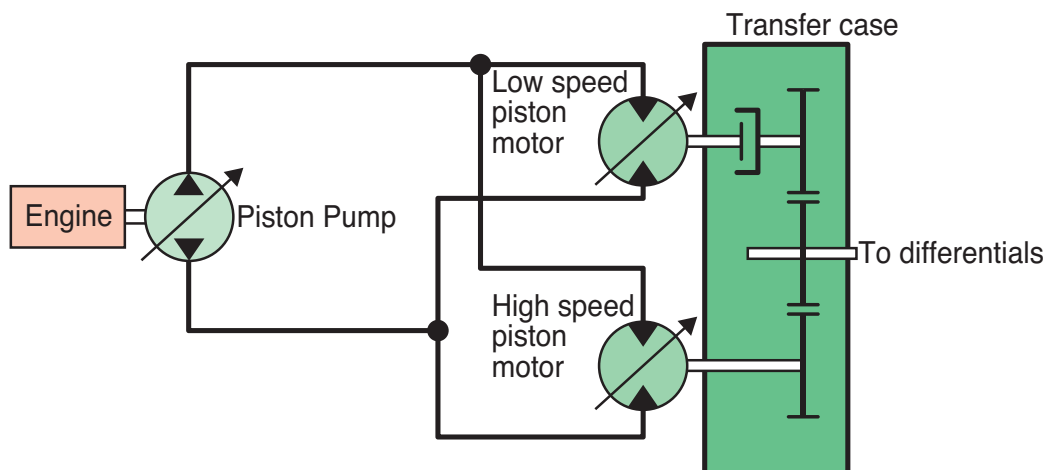 Transfer case
Low speed
piston
motor
Engine
Piston Pump
To differentials
High speed
piston
motor